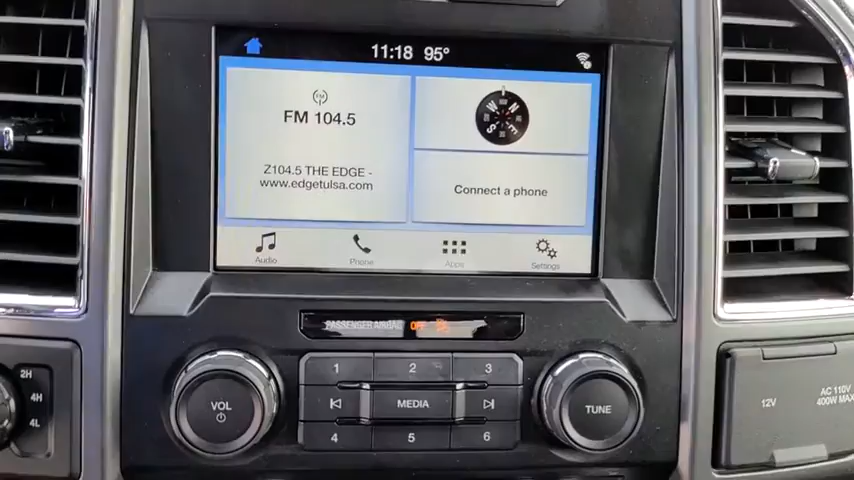 11:18 95°
FM
FM 104.5
Z104.5 THE EDGE -
www.edgetulsa.com
N
E
S
W
Connect a phone
Audio
Phone
Apps
Settings
PASSENGER AIRBAG OFF
2H
4H
4L
VOL
1
2
3
MEDIA
4
5
6
TUNE
12V
AC 110V
400W MAX